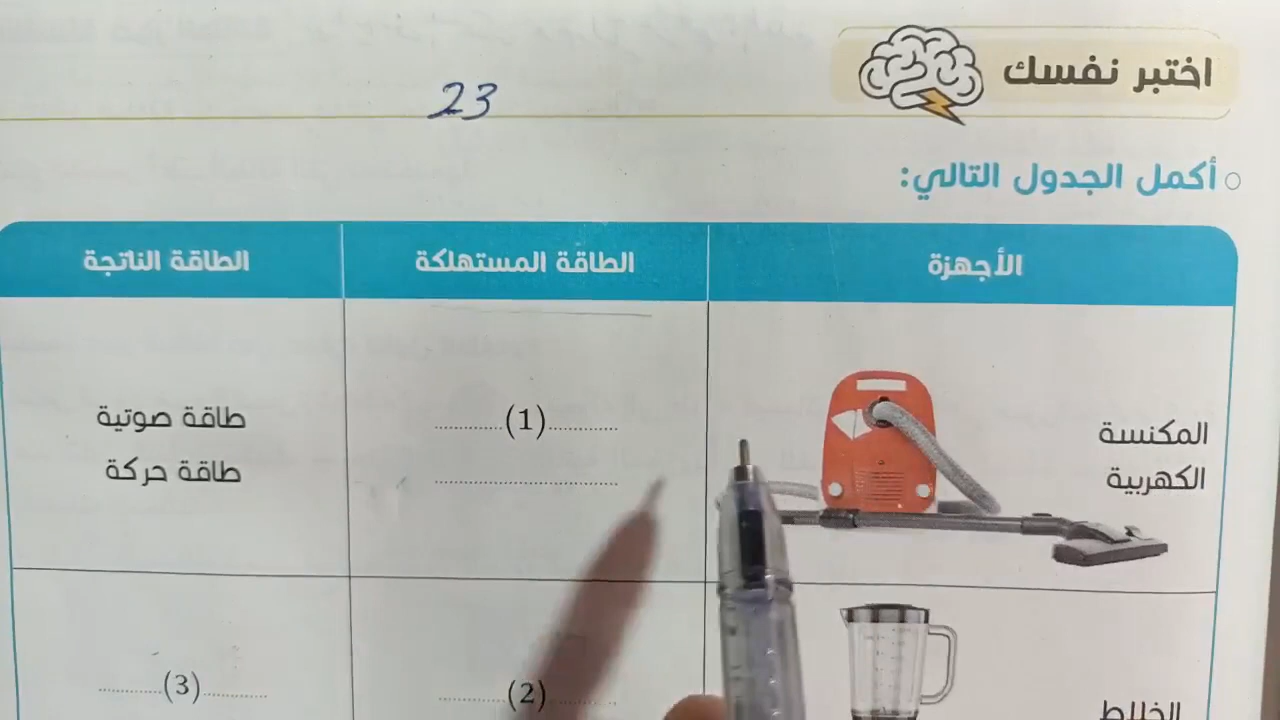 اختبر نفسك
23
أكمل الجدول التالي:
الأجهزة الطاقة المستهلكة الطاقة الناتجة
المكنسة
الكهربية
(1)
طاقة صوتية
طاقة حركة
الخلاط
(2)
(3)